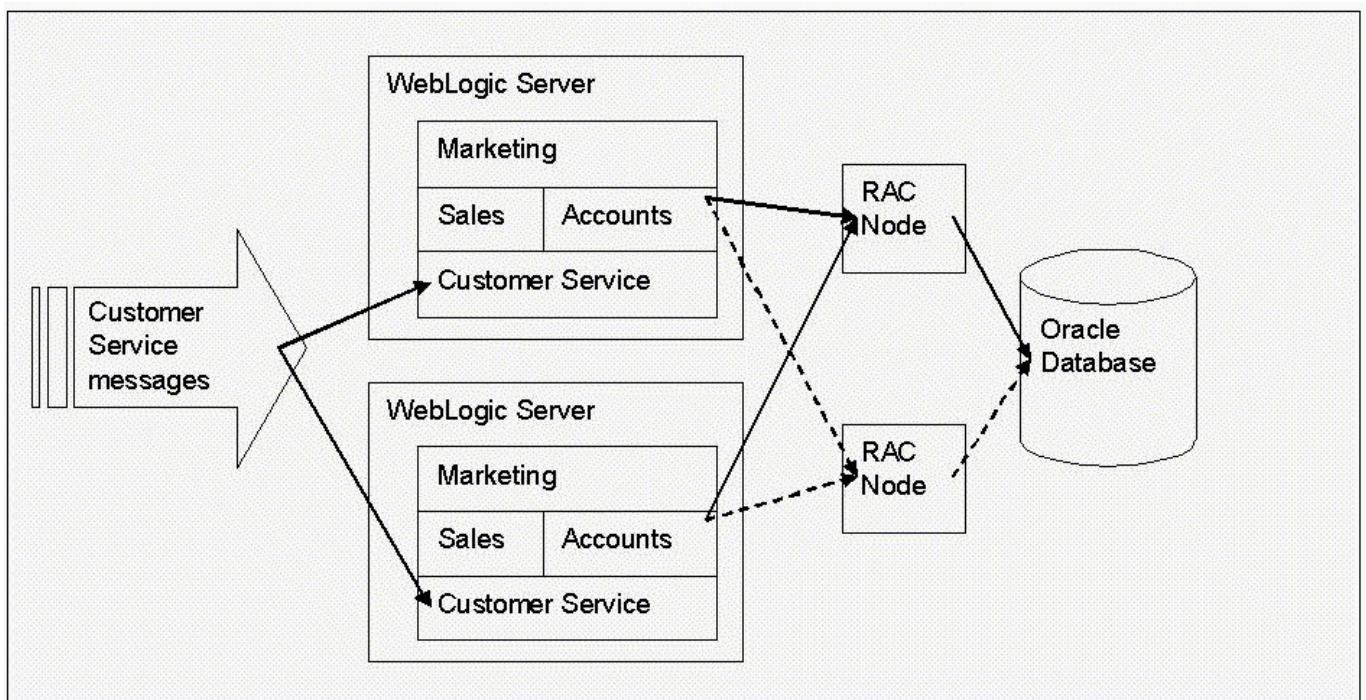 Customer
Service
messages
WebLogic Server
Marketing
Sales
Accounts
Customer Service
WebLogic Server
Marketing
Sales
Accounts
Customer Service
RAC
Node
RAC
Node
Oracle
Database